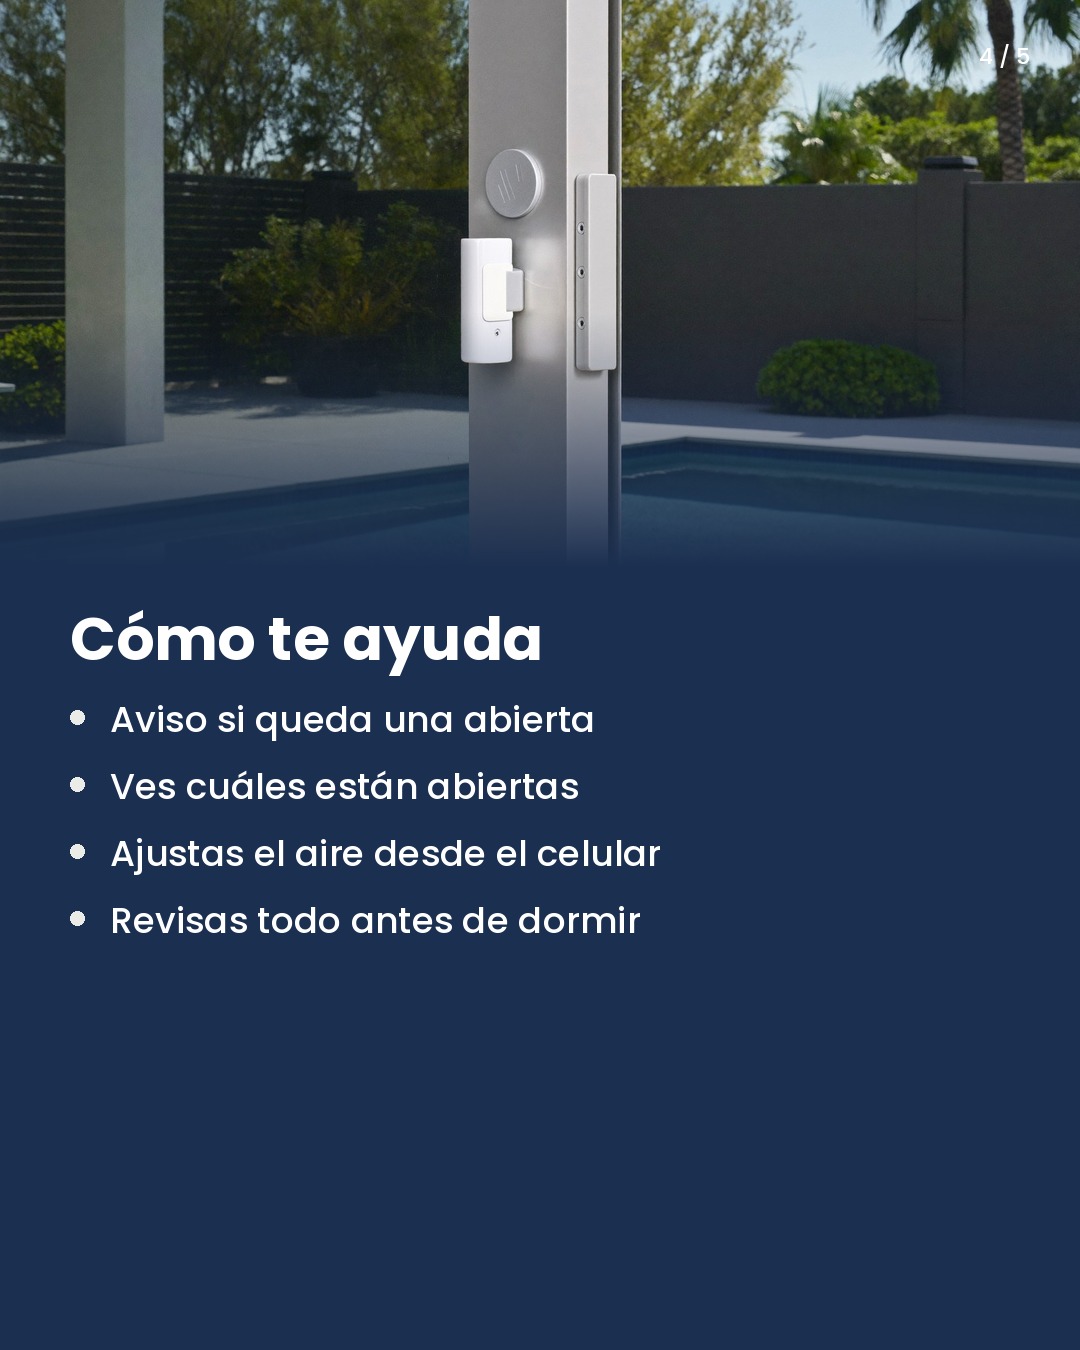 4 / 5
Cómo te ayuda
Aviso si queda una abierta
Ves cuáles están abiertas
Ajustas el aire desde el celular
Revisas todo antes de dormir